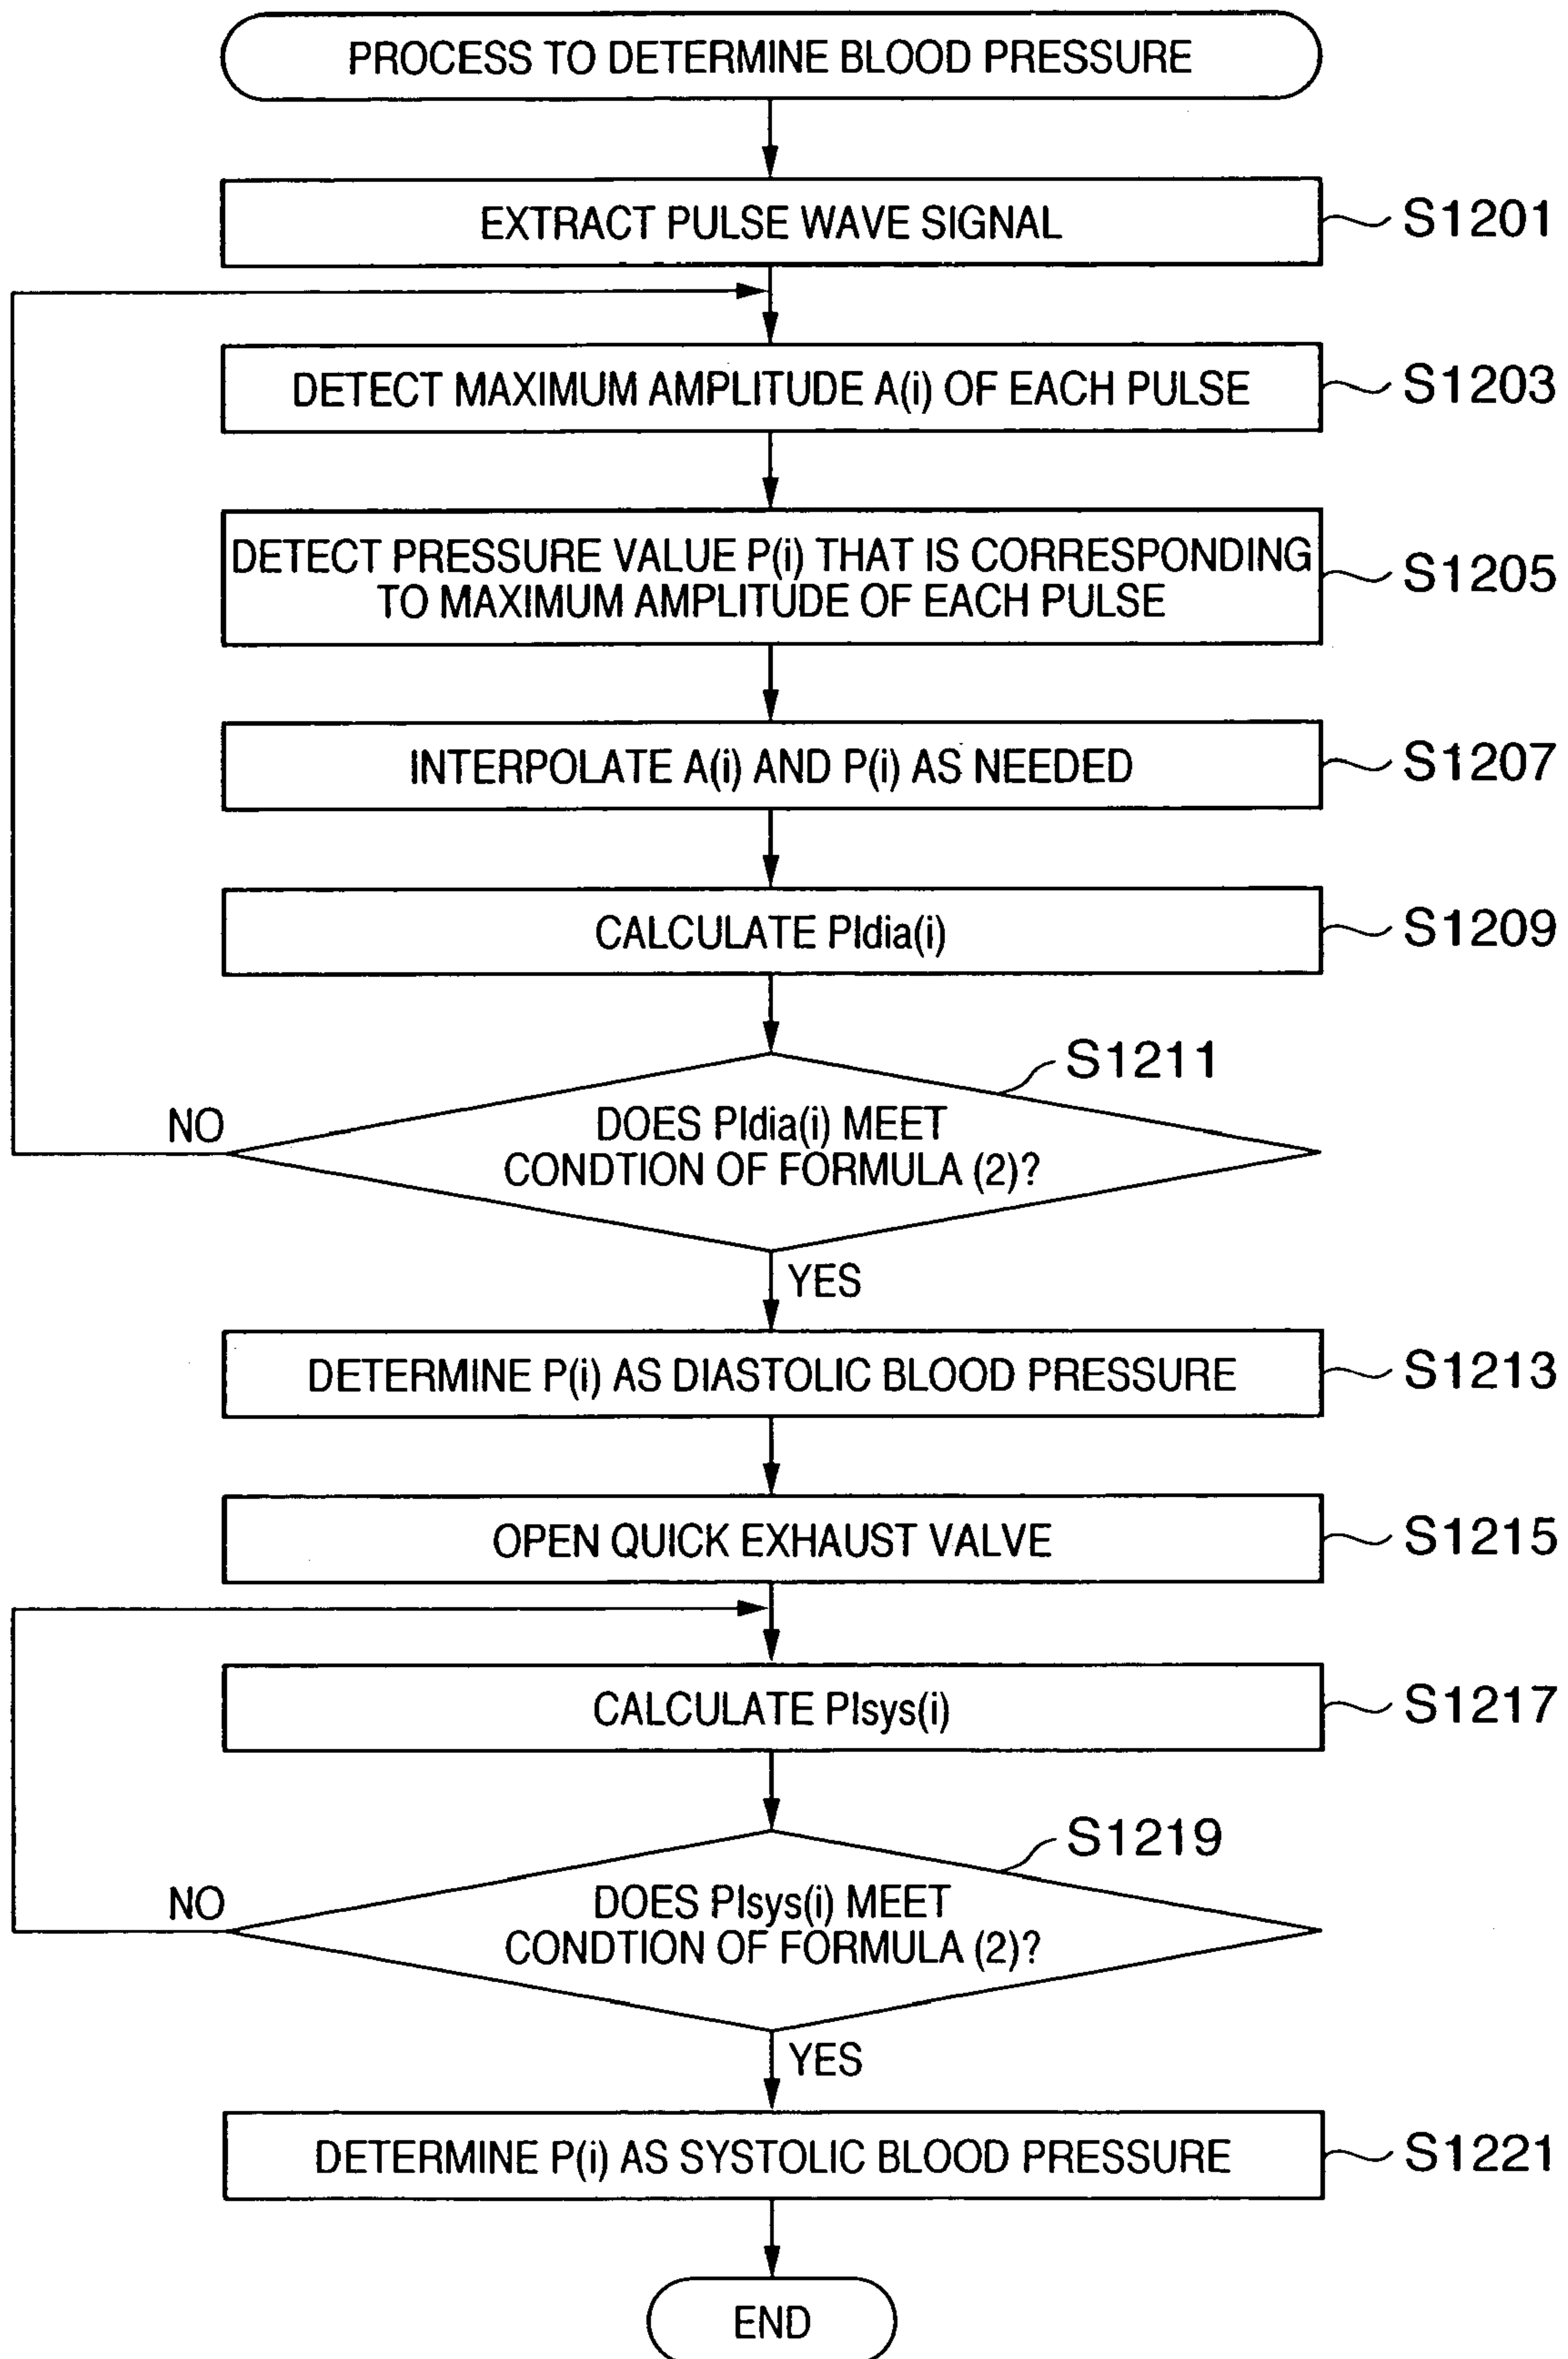 PROCESS TO DETERMINE BLOOD PRESSURE
EXTRACT PULSE WAVE SIGNAL
S1201
DETECT MAXIMUM AMPLITUDE A(i) OF EACH PULSE
S1203
DETECT PRESSURE VALUE P(i) THAT IS CORRESPONDING
TO MAXIMUM AMPLITUDE OF EACH PULSE
S1205
INTERPOLATE A(i) AND P(i) AS NEEDED
S1207
CALCULATE PIdia(i)
S1209
S1211
DOES PIdia(i) MEET
CONDTION OF FORMULA (2)?
NO
YES
DETERMINE P(i) AS DIASTOLIC BLOOD PRESSURE
S1213
OPEN QUICK EXHAUST VALVE
S1215
CALCULATE PIsys(i)
S1217
S1219
DOES PIsys(i) MEET
CONDTION OF FORMULA (2)?
NO
YES
DETERMINE P(i) AS SYSTOLIC BLOOD PRESSURE
S1221
END